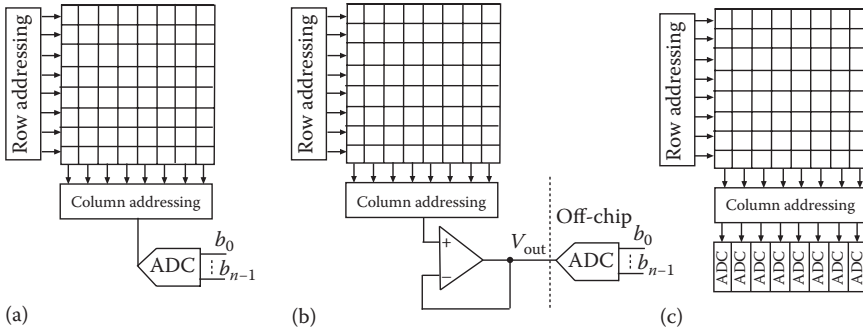 Row addressing
Column addressing
ADC
b0
bn−1
(a)
Row addressing
Column addressing
+
−
Vout
Off-chip
ADC
b0
bn−1
(b)
Row addressing
Column addressing
ADC
ADC
ADC
ADC
ADC
ADC
ADC
ADC
(c)